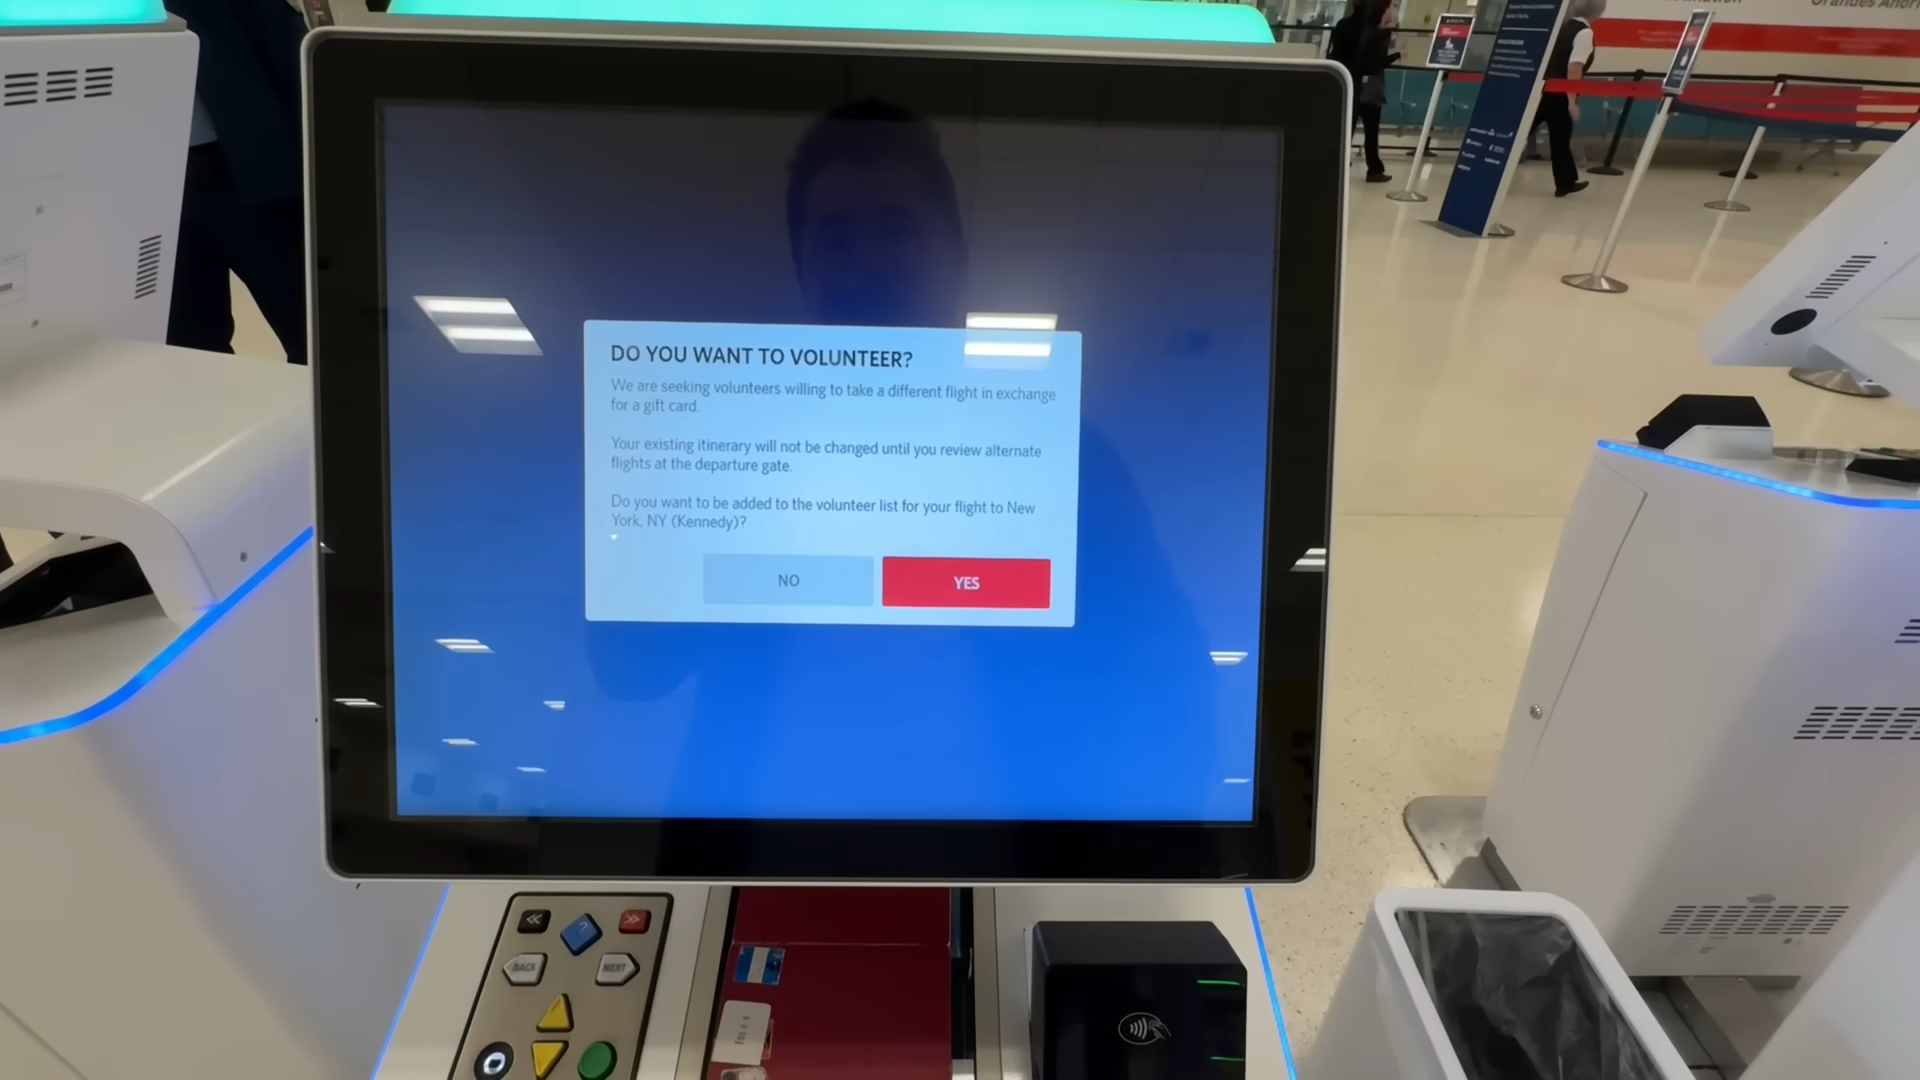 Grandes Ahorr
DO YOU WANT TO VOLUNTEER?
We are seeking volunteers willing to take a different flight in exchange
for a gift card.
Your existing itinerary will not be changed until you review alternate
flights at the departure gate.
Do you want to be added to the volunteer list for your flight to New
York, NY (Kennedy)?
NO
YES
?
BACK
NEXT